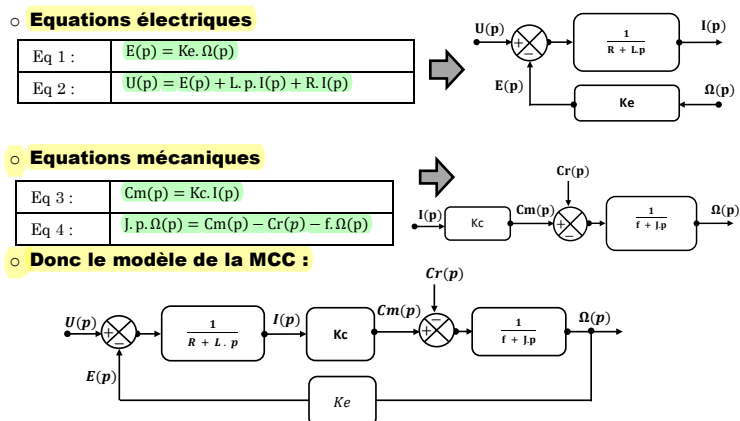 ○ Equations électriques
Eq 1 : E(p) = Ke. Ω(p)
Eq 2 : U(p) = E(p) + L. p. I(p) + R. I(p)
U(p) + − 1 / R + L.p I(p)
E(p) Ke Ω(p)
○ Equations mécaniques
Eq 3 : Cm(p) = Kc. I(p)
Eq 4 : J. p. Ω(p) = Cm(p) − Cr(p) − f. Ω(p)
Cr(p)
I(p) Kc Cm(p) + − 1 / f + J.p Ω(p)
○ Donc le modèle de la MCC :
Cr(p)
U(p) + − 1 / R + L . p I(p) Kc Cm(p) + − 1 / f + J.p Ω(p)
E(p)
Ke